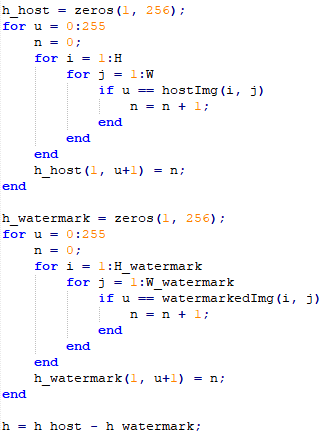 h_host = zeros(1, 256);
for u = 0:255
    n = 0;
    for i = 1:H
        for j = 1:W
            if u == hostImg(i, j)
                n = n + 1;
            end
        end
    end
    h_host(1, u+1) = n;
end

h_watermark = zeros(1, 256);
for u = 0:255
    n = 0;
    for i = 1:H_watermark
        for j = 1:W_watermark
            if u == watermarkedImg(i, j)
                n = n + 1;
            end
        end
    end
    h_watermark(1, u+1) = n;
end

h = h_host - h_watermark;